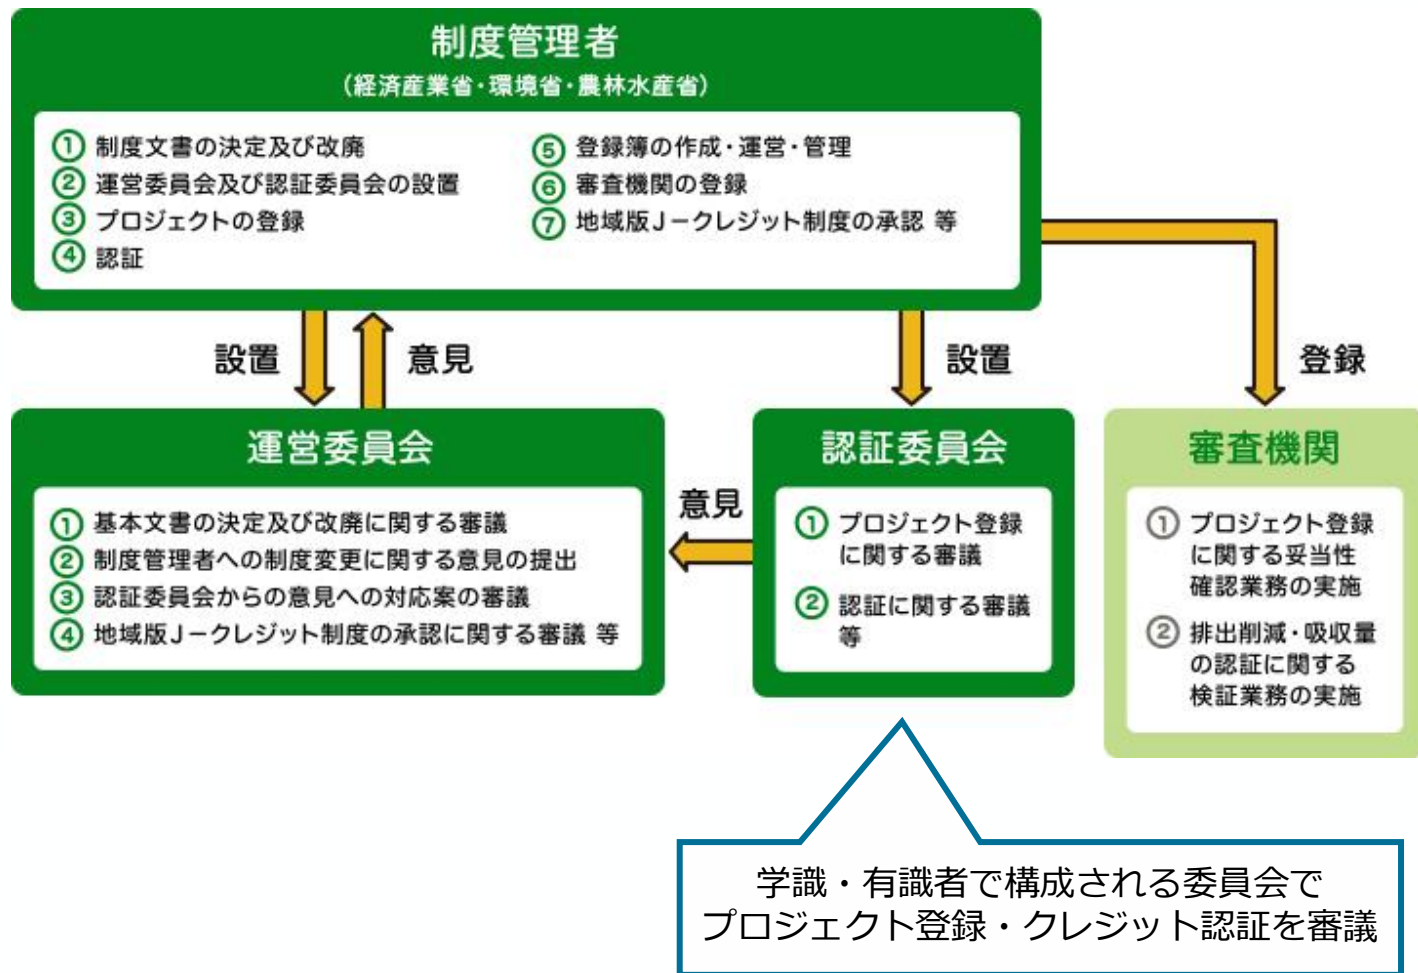 制度管理者
（経済産業省・環境省・農林水産省）
① 制度文書の決定及び改廃
② 運営委員会及び認証委員会の設置
③ プロジェクトの登録
④ 認証
⑤ 登録簿の作成・運営・管理
⑥ 審査機関の登録
⑦ 地域版Jークレジット制度の承認 等
設置
意見
設置
登録
運営委員会
① 基本文書の決定及び改廃に関する審議
② 制度管理者への制度変更に関する意見の提出
③ 認証委員会からの意見への対応案の審議
④ 地域版Jークレジット制度の承認に関する審議 等
意見
認証委員会
① プロジェクト登録
に関する審議
② 認証に関する審議
等
審査機関
① プロジェクト登録
に関する妥当性
確認業務の実施
② 排出削減・吸収量
の認証に関する
検証業務の実施
学識・有識者で構成される委員会で
プロジェクト登録・クレジット認証を審議